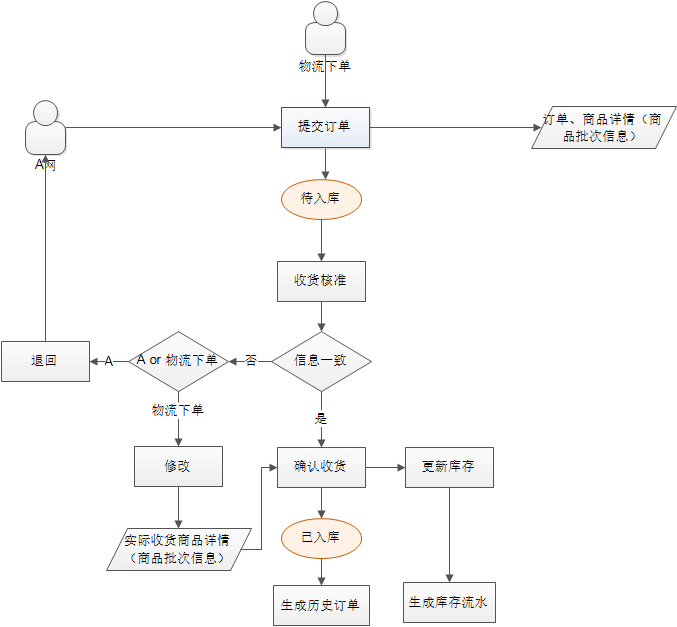 物流下单
提交订单
订单、商品详情（商
品批次信息）
A网
待入库
收货核准
退回
A
A or 物流下单
否
信息一致
物流下单
是
修改
确认收货
更新库存
实际收货商品详情
（商品批次信息）
已入库
生成历史订单
生成库存流水